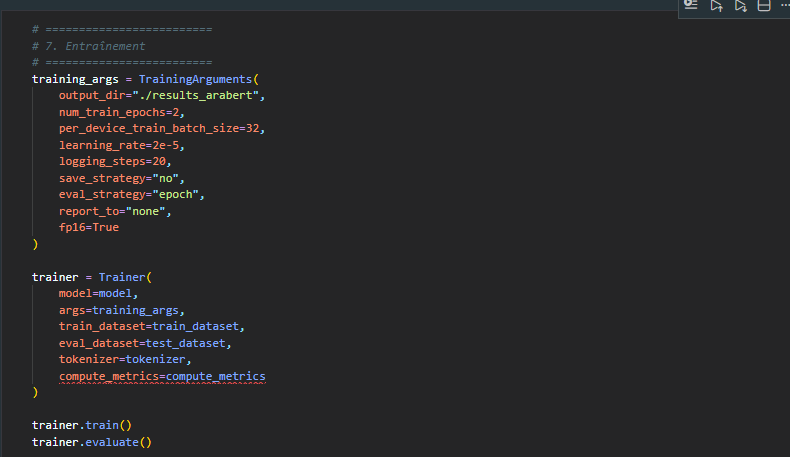 # =========================
# 7. Entraînement
# =========================
training_args = TrainingArguments(
    output_dir="./results_arabert",
    num_train_epochs=2,
    per_device_train_batch_size=32,
    learning_rate=2e-5,
    logging_steps=20,
    save_strategy="no",
    eval_strategy="epoch",
    report_to="none",
    fp16=True
)
trainer = Trainer(
    model=model,
    args=training_args,
    train_dataset=train_dataset,
    eval_dataset=test_dataset,
    tokenizer=tokenizer,
    compute_metrics=compute_metrics
)
trainer.train()
trainer.evaluate()